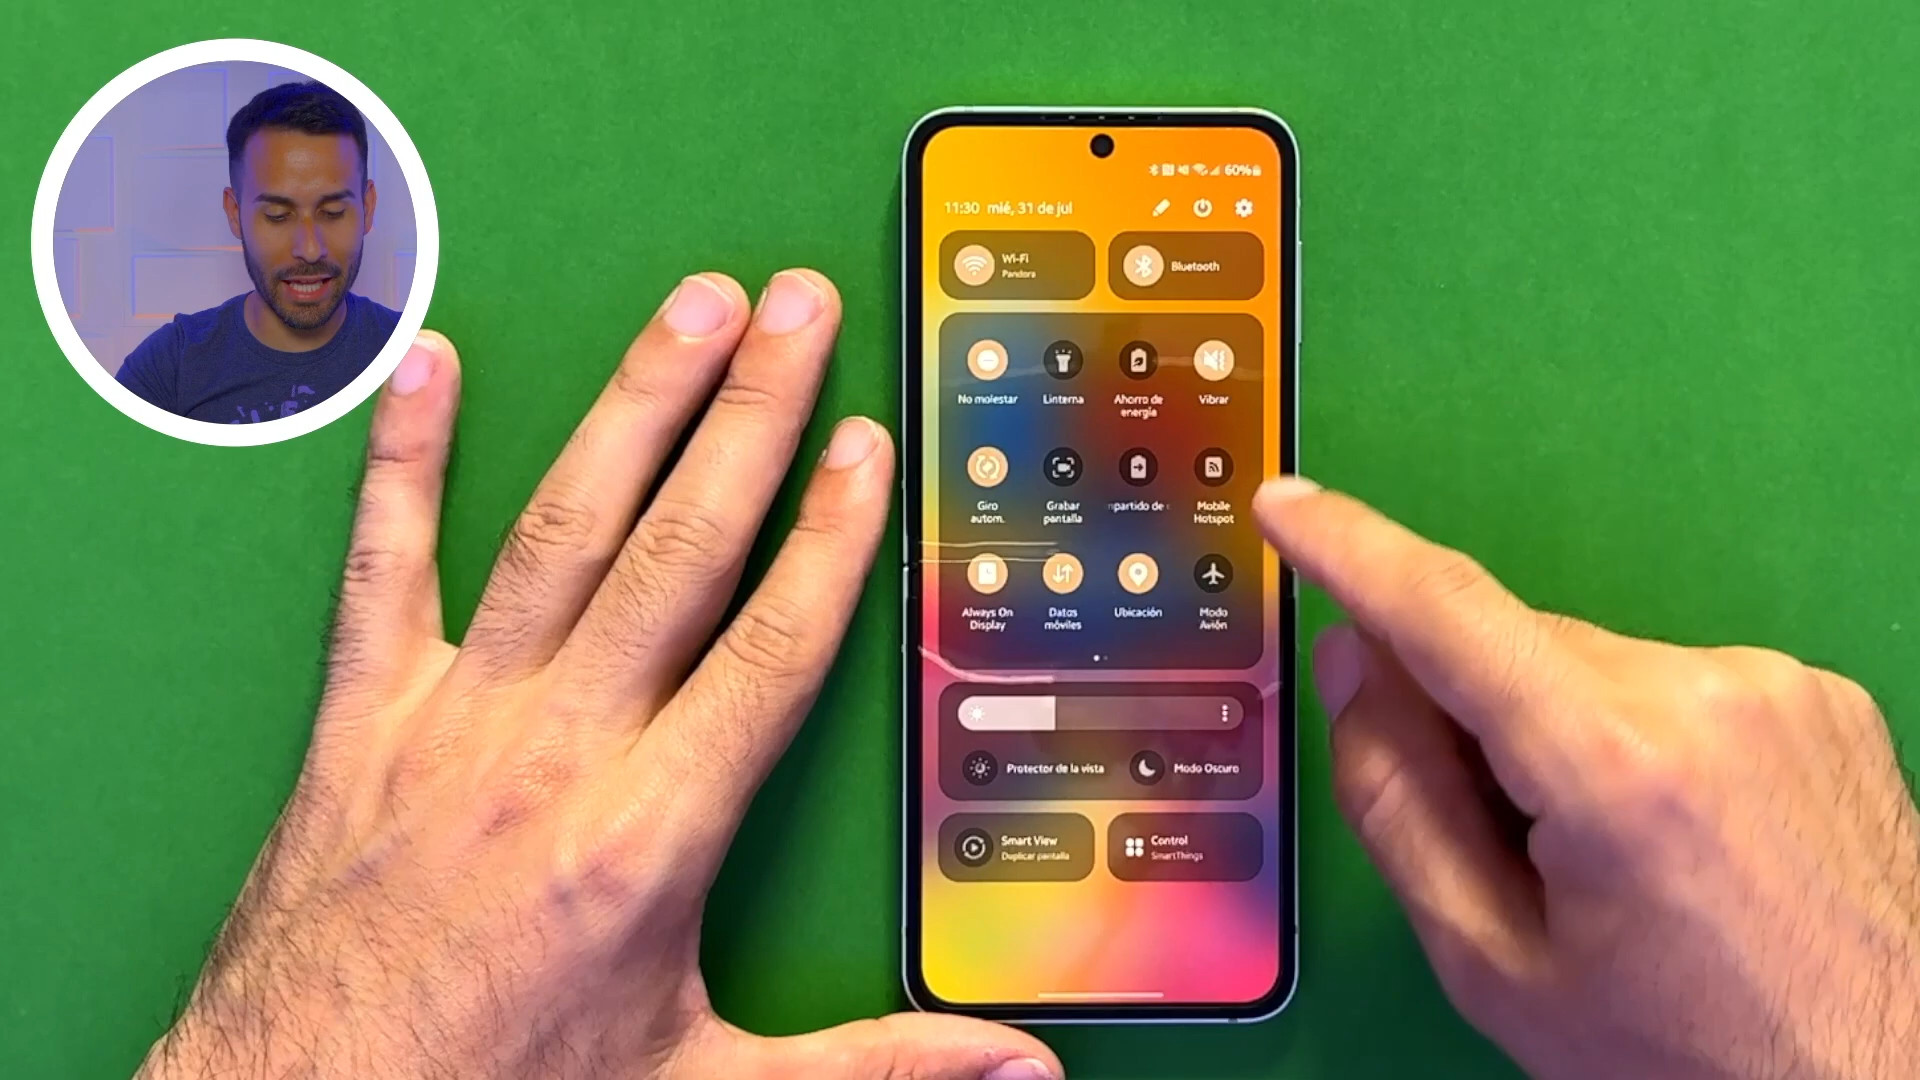 60%
11:30 mié, 31 de jul
Wi-Fi
Pandora
Bluetooth
No molestar
Linterna
Ahorro de
energía
Vibrar
Giro
autom.
Grabar
pantalla
partido de
Mobile
Hotspot
Always On
Display
Datos
móviles
Ubicación
Modo
Avión
Protector de la vista
Modo Oscuro
Smart View
Duplicar pantalla
Control
SmartThings